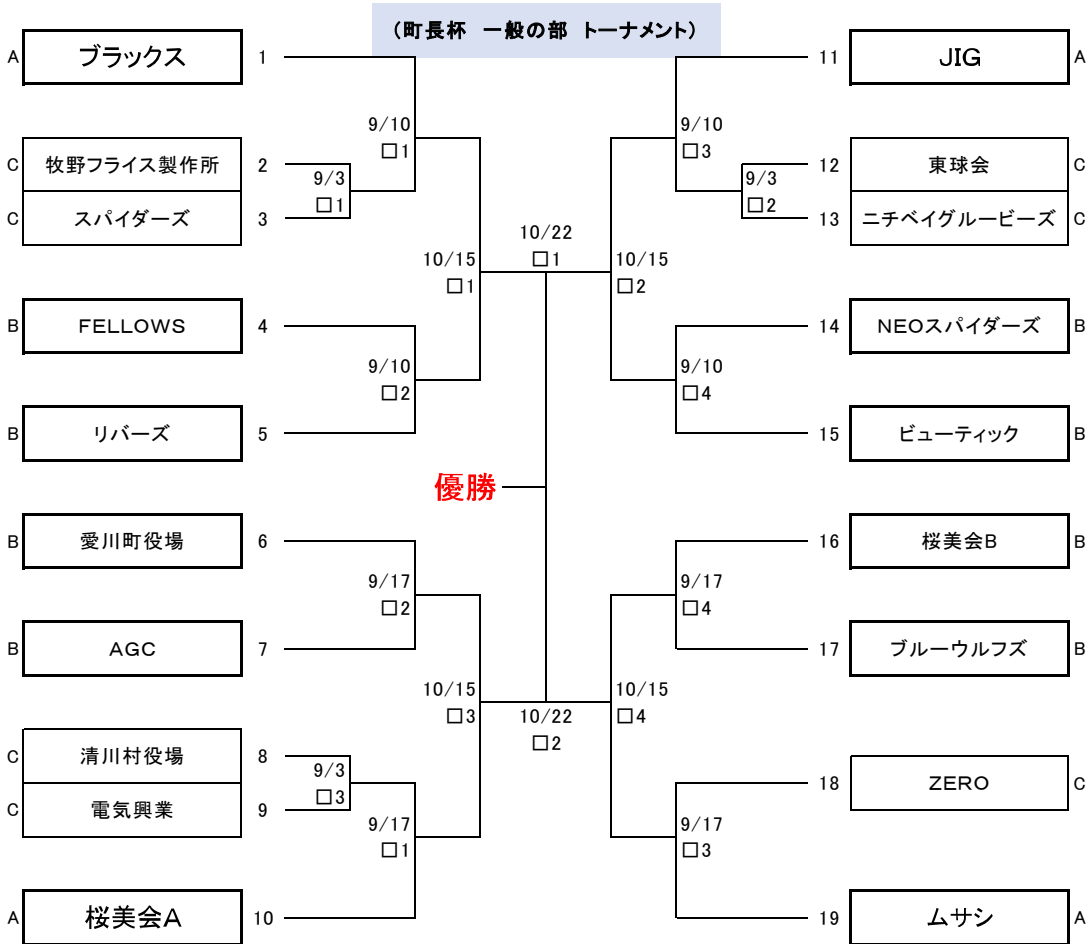 (町長杯　一般の部　トーナメント)
A ブラックス 1
11 JIG A
9/10
□1
9/10
□3
C 牧野フライス製作所 2
9/3
□1
C スパイダーズ 3
12 東球会 C
9/3
□2
13 ニチベイグルービーズ C
10/15
□1
10/22
□1
10/15
□2
B FELLOWS 4
9/10
□2
B リバーズ 5
14 NEOスパイダーズ B
9/10
□4
15 ビューティック B
優勝
B 愛川町役場 6
9/17
□2
B AGC 7
16 桜美会B B
9/17
□4
17 ブルーウルフズ B
10/15
□3
10/22
□2
10/15
□4
C 清川村役場 8
9/3
□3
C 電気興業 9
9/17
□1
A 桜美会A 10
18 ZERO C
9/17
□3
19 ムサシ A